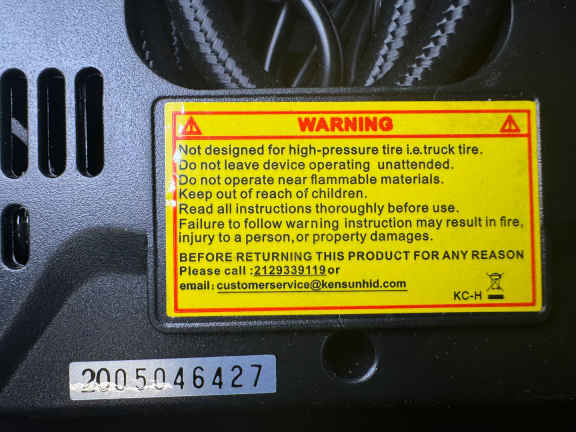 WARNING
Not designed for high-pressure tire i.e.truck tire.
Do not leave device operating unattended.
Do not operate near flammable materials.
Keep out of reach of children.
Read all instructions thoroughly before use.
Failure to follow warning instruction may result in fire,
injury to a person,or property damages.
BEFORE RETURNING THIS PRODUCT FOR ANY REASON
Please call :2129339119or
email: customerservice@kensunhid.com
KC-H
2005046427